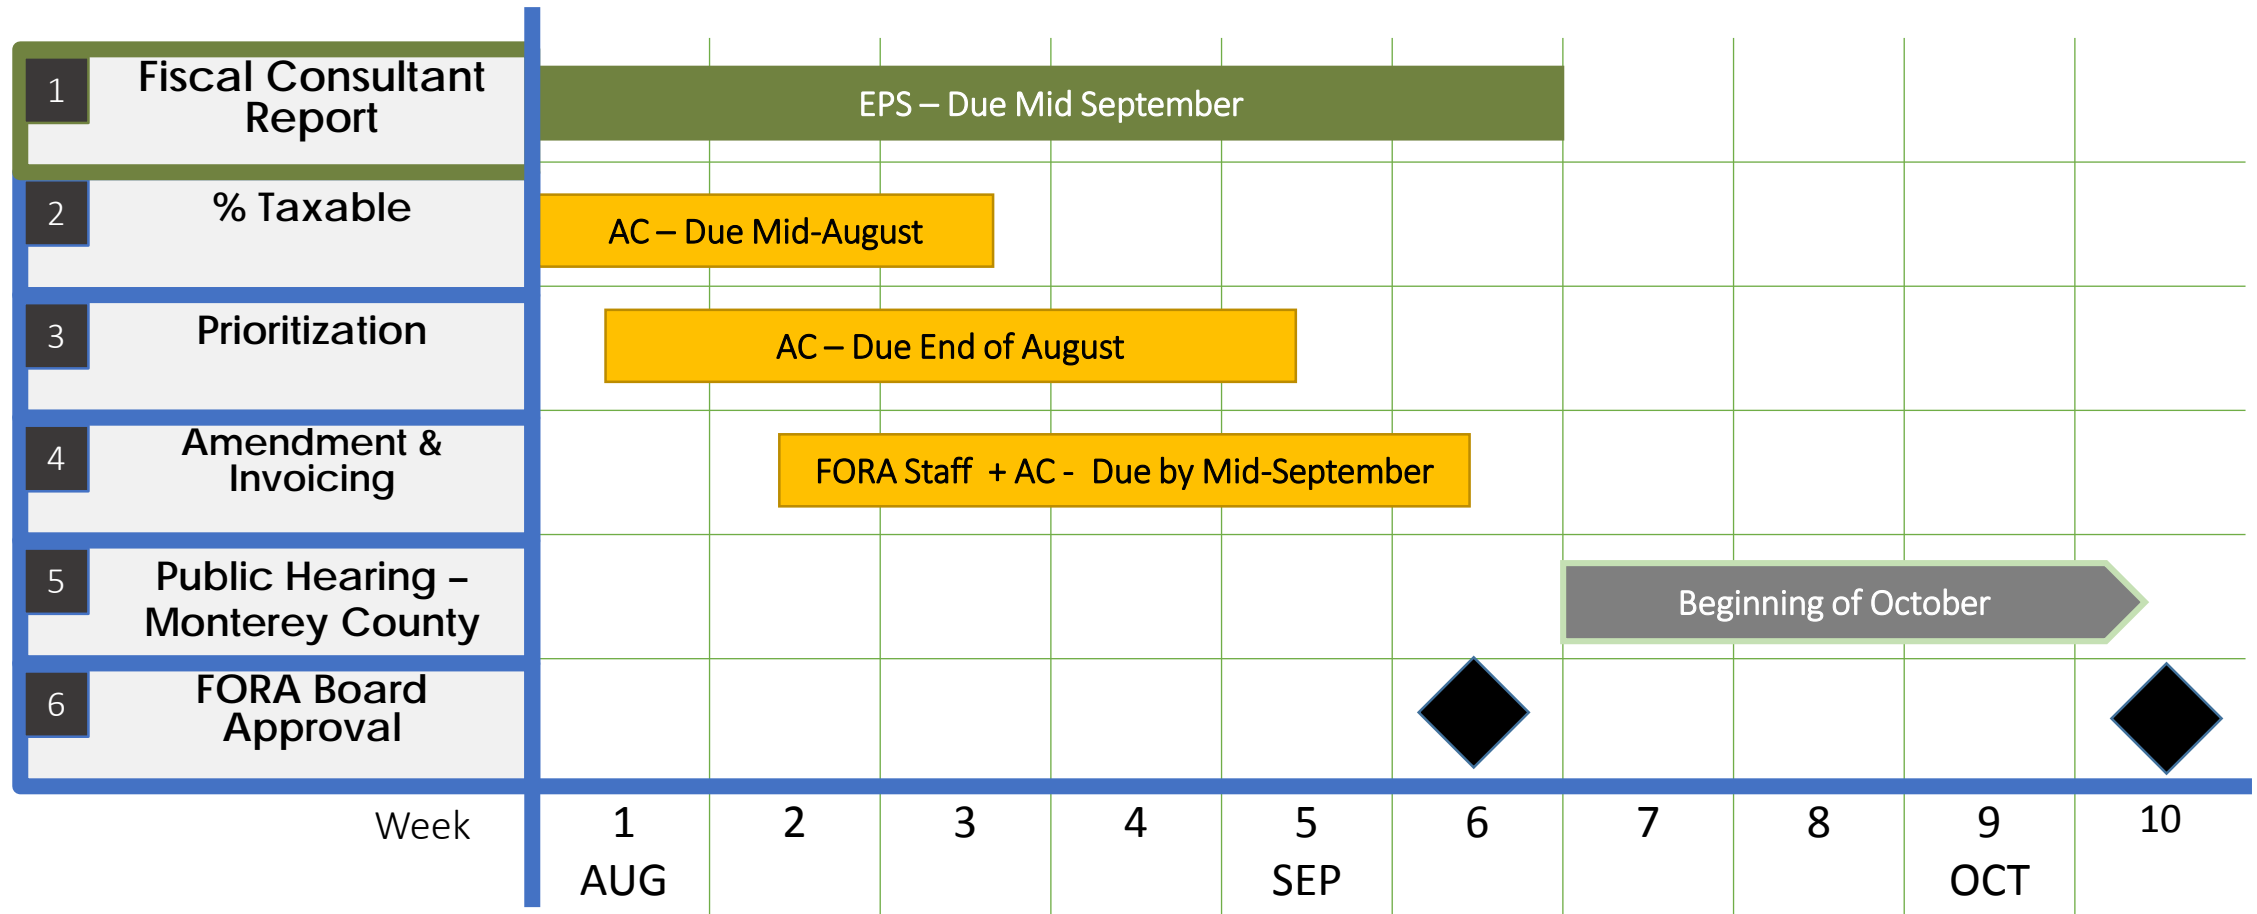 1
Fiscal Consultant
Report
EPS – Due Mid September
2
% Taxable
AC – Due Mid-August
3
Prioritization
AC – Due End of August
4
Amendment &
Invoicing
FORA Staff + AC - Due by Mid-September
5
Public Hearing –
Monterey County
Beginning of October
6
FORA Board
Approval
Week 1 2 3 4 5 6 7 8 9 10
AUG SEP OCT